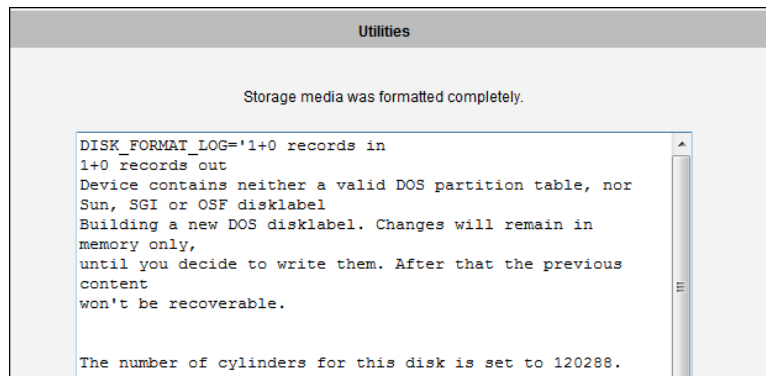 Utilities
Storage media was formatted completely.
DISK_FORMAT_LOG='1+0 records in
1+0 records out
Device contains neither a valid DOS partition table, nor
Sun, SGI or OSF disklabel
Building a new DOS disklabel. Changes will remain in
memory only,
until you decide to write them. After that the previous
content
won't be recoverable.
The number of cylinders for this disk is set to 120288.